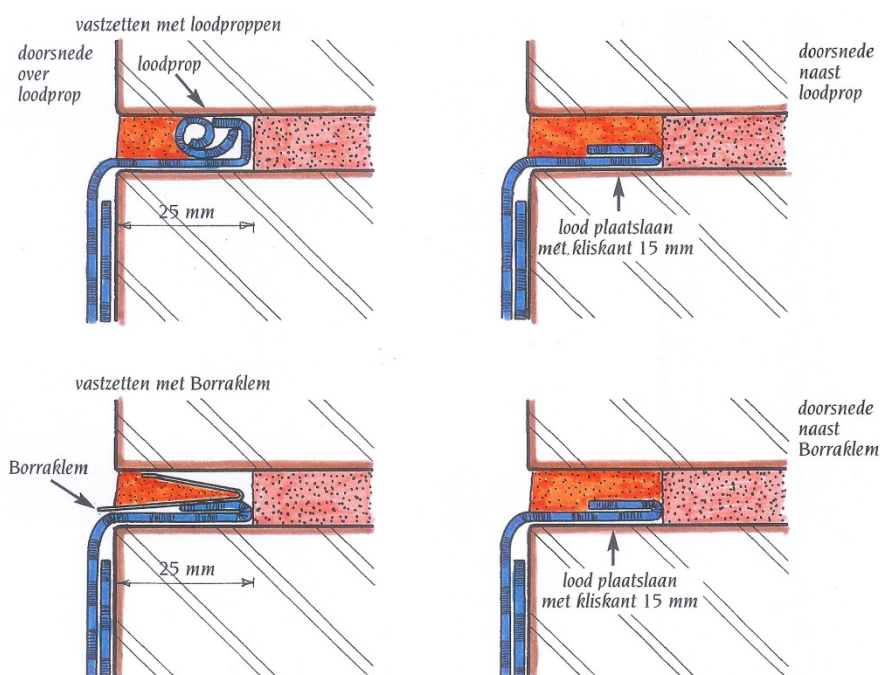 vastzetten met loodproppen
doorsnede
over
loodprop
loodprop
25 mm
doorsnede
naast
loodprop
lood plaatslaan
met kliskant 15 mm
vastzetten met Borraklem
Borraklem
25 mm
doorsnede
naast
Borraklem
lood plaatslaan
met kliskant 15 mm